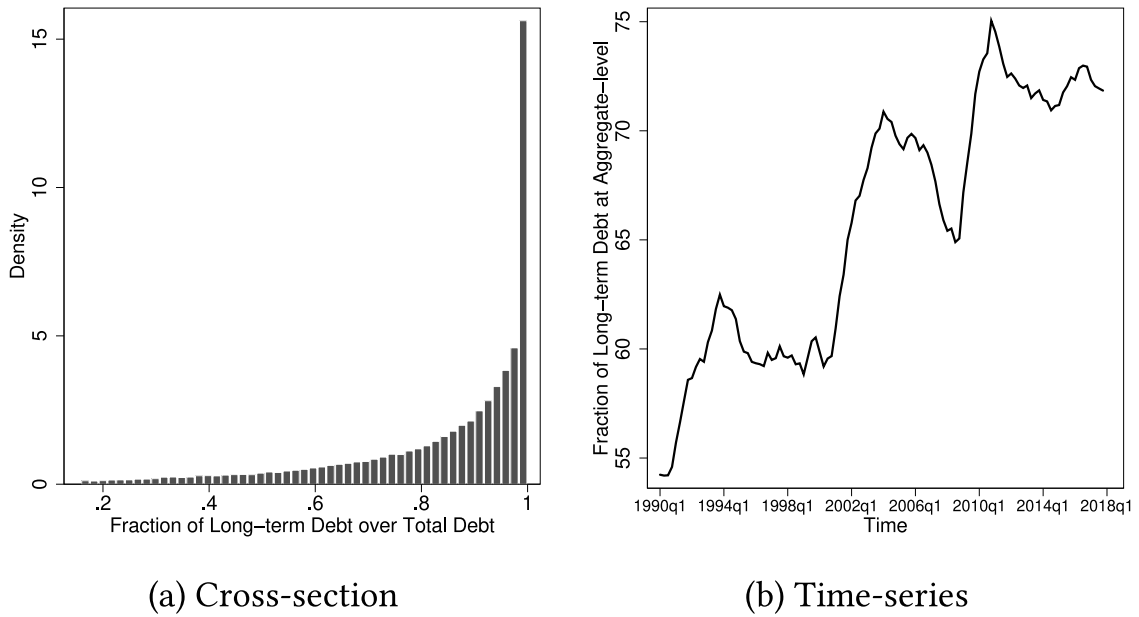 15
10
5
0
Density
.2 .4 .6 .8 1
Fraction of Long−term Debt over Total Debt
(a) Cross-section
75
70
65
60
55
Fraction of Long−term Debt at Aggregate−level
1990q1 1994q1 1998q1 2002q1 2006q1 2010q1 2014q1 2018q1
Time
(b) Time-series